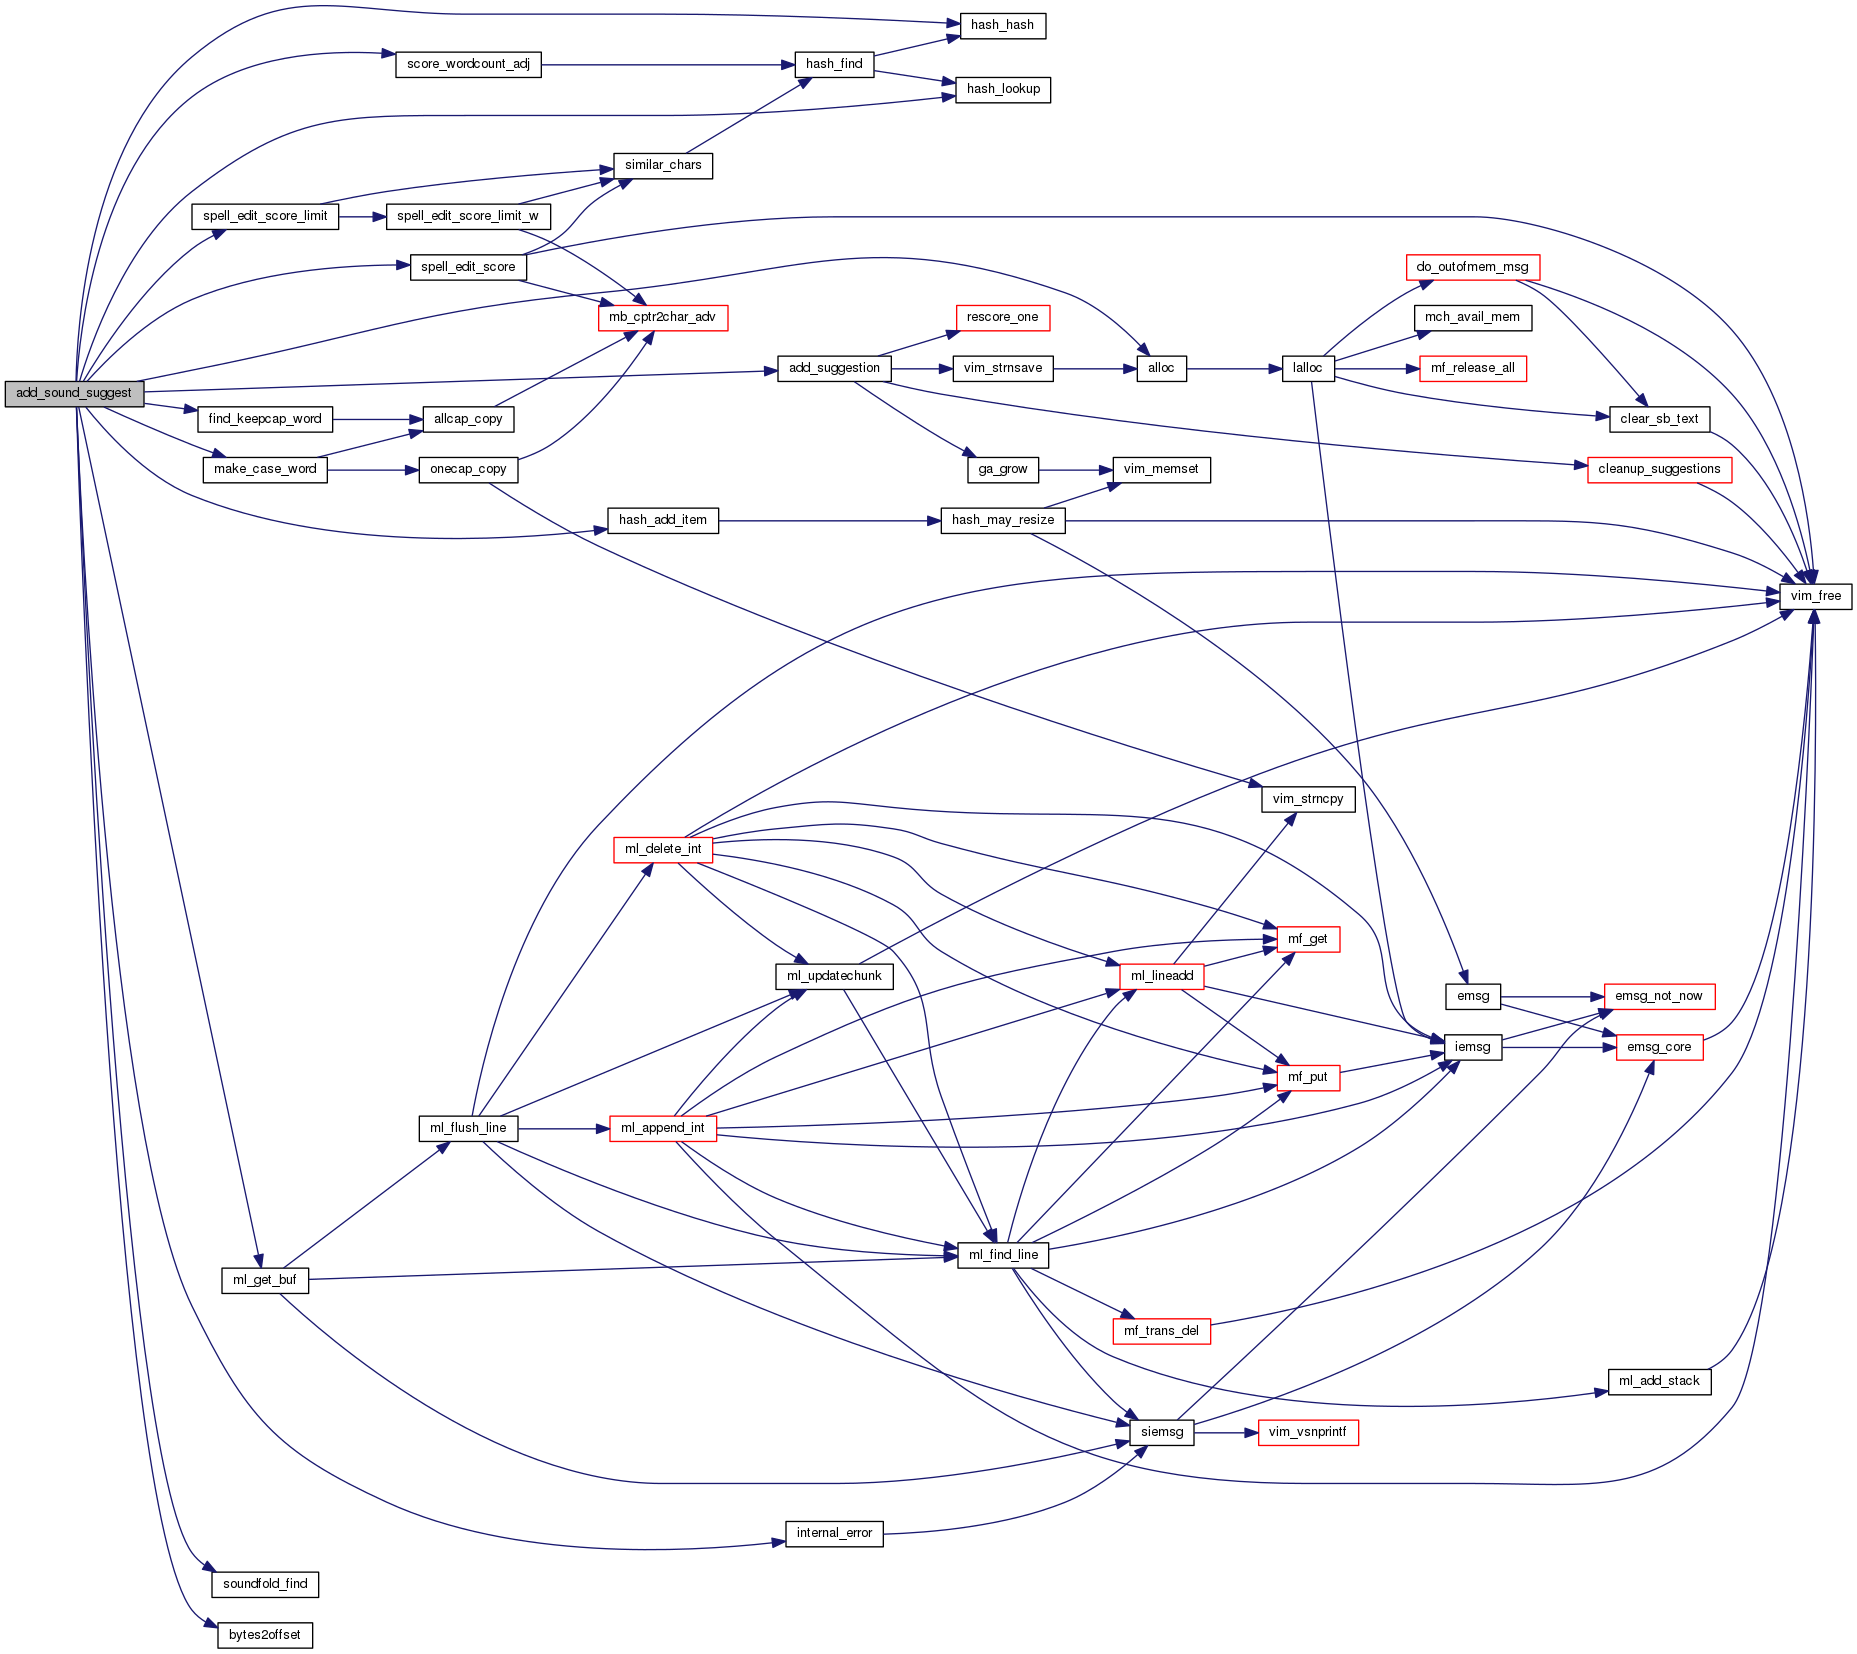 hash_hash
score_wordcount_adj
hash_find
hash_lookup
similar_chars
spell_edit_score_limit
spell_edit_score_limit_w
spell_edit_score
do_outofmem_msg
mb_cptr2char_adv
rescore_one
mch_avail_mem
add_suggestion
vim_strnsave
alloc
lalloc
mf_release_all
add_sound_suggest
find_keepcap_word
allcap_copy
clear_sb_text
make_case_word
onecap_copy
ga_grow
vim_memset
cleanup_suggestions
hash_add_item
hash_may_resize
vim_free
vim_strncpy
ml_delete_int
mf_get
ml_updatechunk
ml_lineadd
emsg
emsg_not_now
iemsg
emsg_core
mf_put
ml_flush_line
ml_append_int
ml_find_line
ml_get_buf
mf_trans_del
ml_add_stack
siemsg
vim_vsnprintf
internal_error
soundfold_find
bytes2offset